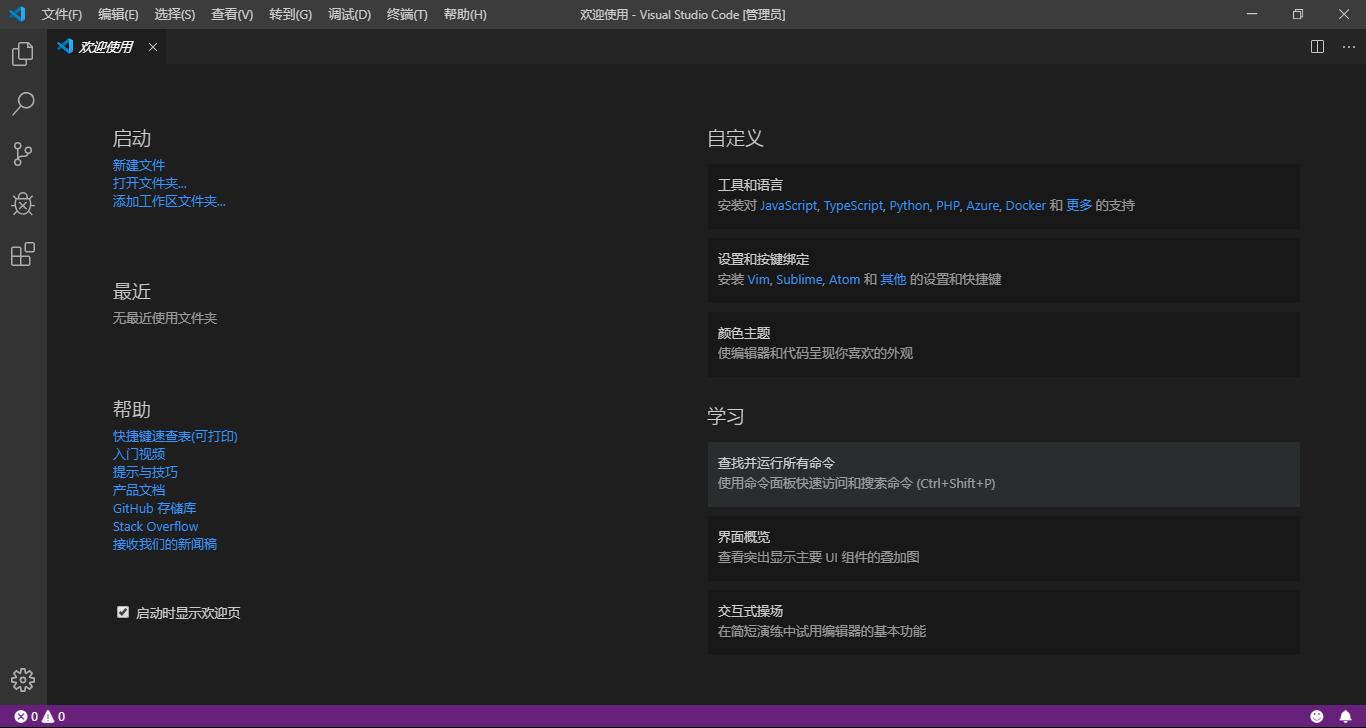 文件(F) 编辑(E) 选择(S) 查看(V) 转到(G) 调试(D) 终端(T) 帮助(H) 欢迎使用 - Visual Studio Code [管理员]
欢迎使用
启动
新建文件
打开文件夹...
添加工作区文件夹...
最近
无最近使用文件夹
帮助
快捷键速查表(可打印)
入门视频
提示与技巧
产品文档
GitHub 存储库
Stack Overflow
接收我们的新闻稿
启动时显示欢迎页
自定义
工具和语言
安装对 JavaScript, TypeScript, Python, PHP, Azure, Docker 和 更多 的支持
设置和按键绑定
安装 Vim, Sublime, Atom 和 其他 的设置和快捷键
颜色主题
使编辑器和代码呈现你喜欢的外观
学习
查找并运行所有命令
使用命令面板快速访问和搜索命令 (Ctrl+Shift+P)
界面概览
查看突出显示主要 UI 组件的叠加图
交互式操场
在简短演练中试用编辑器的基本功能
0 0